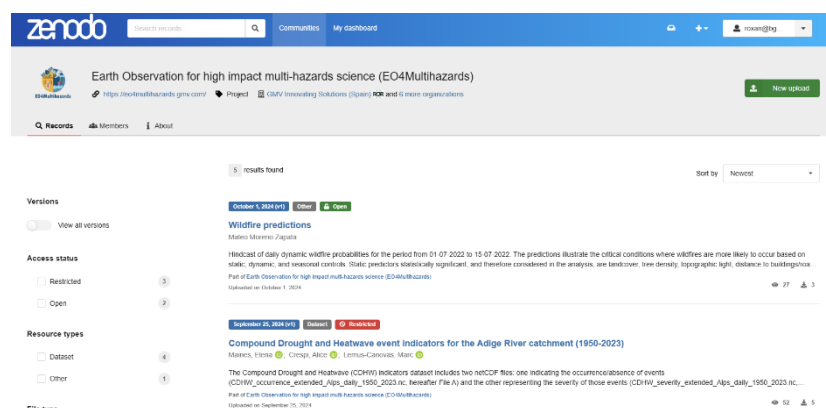 zenodo
Search records
Communities
My dashboard
EO4Multihazards
Earth Observation for high impact multi-hazards science (EO4Multihazards)
https://eo4multihazards.gmv.com/ Project GMV Innovating Solutions (Spain) ROR and 6 more organizations
New upload
Records Members About
5 results found
Sort by Newest
Versions
View all versions
Access status
Restricted 3
Open 2
Resource types
Dataset 4
Other 1
October 1, 2024 (v1) Other Open
Wildfire predictions
Mateo Moreno Zapata
Hindcast of daily dynamic wildfire probabilities for the period from 01-07-2022 to 15-07-2022. The predictions illustrate the critical conditions where wildfires are more likely to occur based on
static, dynamic, and seasonal controls. Static predictors statistically significant, and therefore considered in the analysis, are landcover, tree density, topographic light, distance to buildings/roa...
Part of Earth Observation for high impact multi-hazards science (EO4Multihazards)
Uploaded on October 1, 2024
27 3
September 25, 2024 (v1) Dataset Restricted
Compound Drought and Heatwave event indicators for the Adige River catchment (1950-2023)
Maines, Elena; Crespi, Alice; Lemus-Canovas, Marc
The Compound Drought and Heatwave (CDHW) indicators dataset includes two netCDF files: one indicating the occurrence/absence of events
(CDHW_occurrence_extended_Alps_daily_1950_2023.nc, hereafter File A) and the other representing the severity of those events (CDHW_severity_extended_Alps_daily_1950_2023.nc,...
Part of Earth Observation for high impact multi-hazards science (EO4Multihazards)
Uploaded on September 25, 2024
52 5